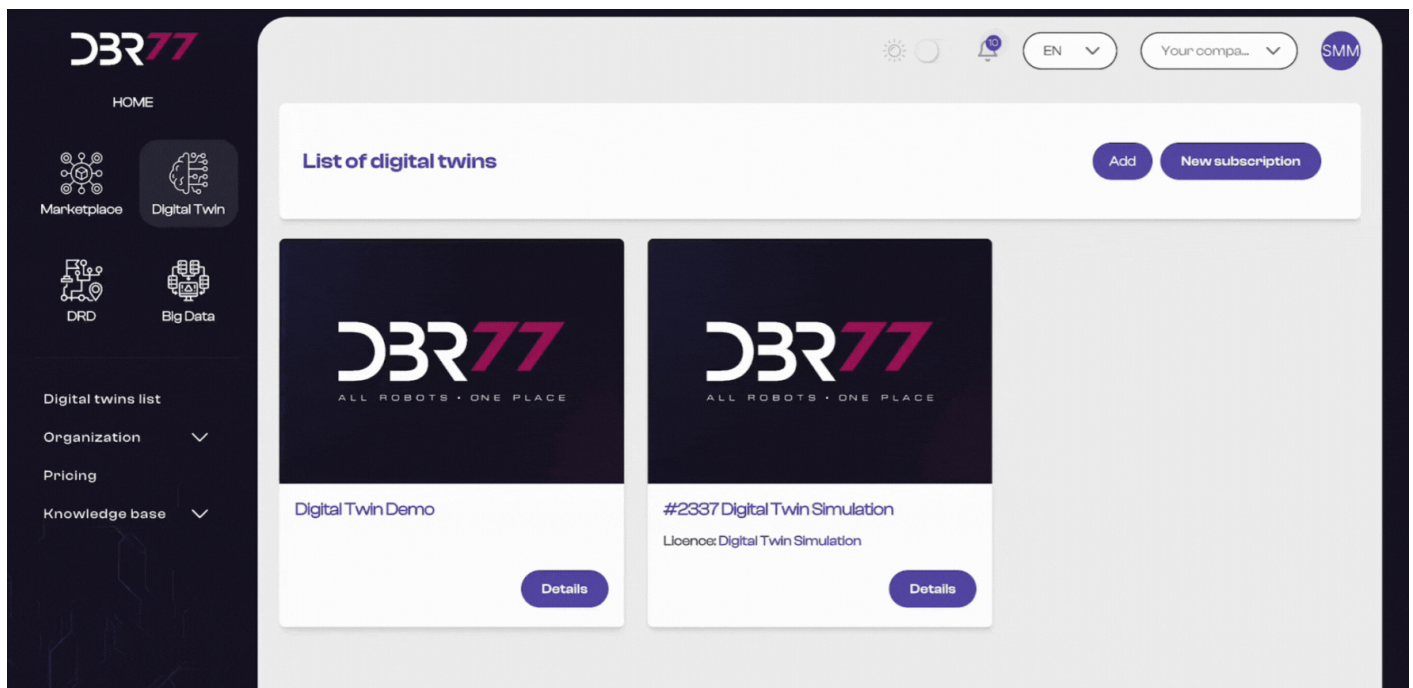 DBR77
HOME
Marketplace
Digital Twin
DRD
Big Data
Digital twins list
Organization
Pricing
Knowledge base
10
EN
Your compa...
SMM
List of digital twins
Add
New subscription
DBR77
ALL ROBOTS • ONE PLACE
Digital Twin Demo
Details
DBR77
ALL ROBOTS • ONE PLACE
#2337 Digital Twin Simulation
Licence: Digital Twin Simulation
Details